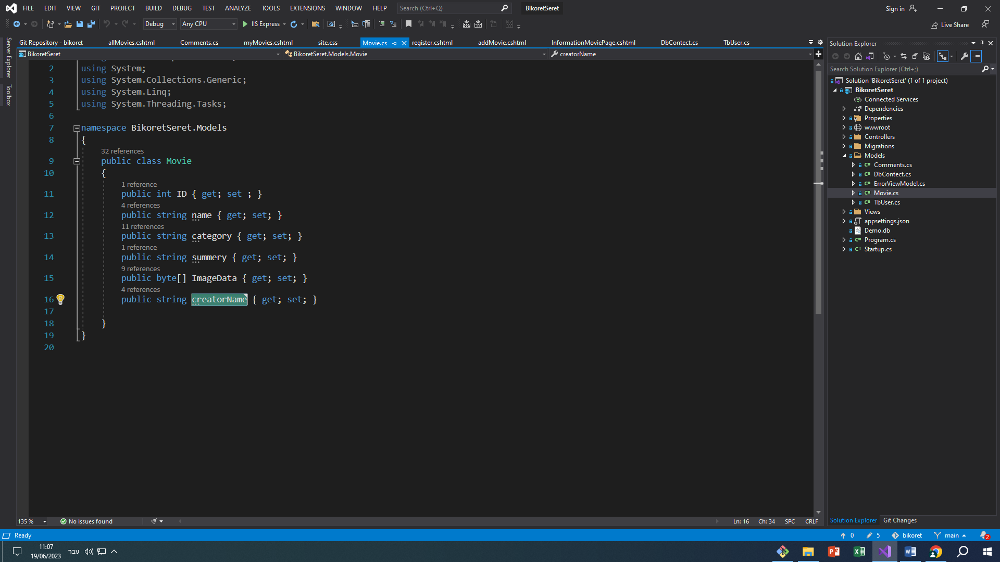 FILE EDIT VIEW GIT PROJECT BUILD DEBUG TEST ANALYZE TOOLS EXTENSIONS WINDOW HELP Search (Ctrl+Q) BikoretSeret Sign in
Debug Any CPU IIS Express Live Share
Server Explorer
Toolbox
Git Repository - bikoret allMovies.cshtml Comments.cs myMovies.cshtml site.css Movie.cs register.cshtml addMovie.cshtml InformationMoviePage.cshtml DbContect.cs TbUser.cs
BikoretSeret BikoretSeret.Models.Movie creatorName
2 using System;
3 using System.Collections.Generic;
4 using System.Linq;
5 using System.Threading.Tasks;
6
7 namespace BikoretSeret.Models
8 {
32 references
9 public class Movie
10 {
1 reference
11 public int ID { get; set ; }
4 references
12 public string name { get; set; }
11 references
13 public string category { get; set; }
1 reference
14 public string summery { get; set; }
9 references
15 public byte[] ImageData { get; set; }
4 references
16 public string creatorName { get; set; }
17
18 }
19 }
20
135 % No issues found Ln: 16 Ch: 34 SPC CRLF
Solution Explorer
Search Solution Explorer (Ctrl+;)
Solution 'BikoretSeret' (1 of 1 project)
BikoretSeret
Connected Services
Dependencies
Properties
wwwroot
Controllers
Migrations
Models
C# Comments.cs
C# DbContect.cs
C# ErrorViewModel.cs
C# Movie.cs
C# TbUser.cs
Views
appsettings.json
Demo.db
C# Program.cs
C# Startup.cs
Solution Explorer Git Changes
Ready 0 5 bikoret main 2
11:07
19/06/2023
עבר